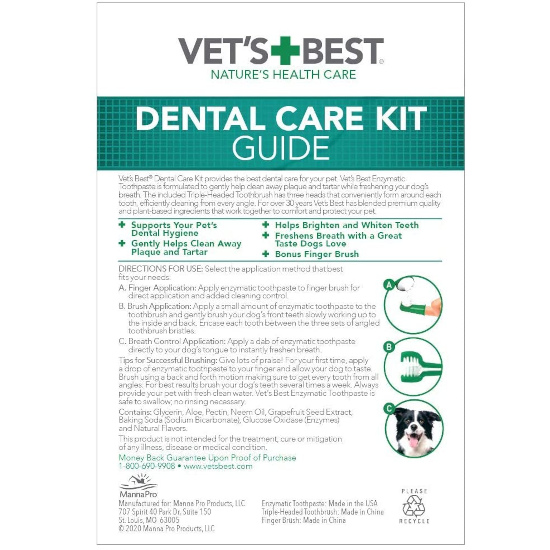 VET'S BEST®
NATURE'S HEALTH CARE
DENTAL CARE KIT
GUIDE
Vet's Best® Dental Care Kit provides the best dental care for your pet. Vet's Best Enzymatic
Toothpaste is formulated to gently help clean away plaque and tartar while freshening your dog's
breath. The included Triple-Headed Toothbrush has three heads that conveniently form around each
tooth, efficiently cleaning from every angle. For over 30 years Vet's Best has blended premium quality
and plant-based ingredients that work together to comfort and protect your pet.
Supports Your Pet's
Dental Hygiene
Gently Helps Clean Away
Plaque and Tartar
Helps Brighten and Whiten Teeth
Freshens Breath with a Great
Taste Dogs Love
Bonus Finger Brush
DIRECTIONS FOR USE: Select the application method that best
fits your needs.
A. Finger Application: Apply enzymatic toothpaste to finger brush for
direct application and added cleaning control.
B. Brush Application: Apply a small amount of enzymatic toothpaste to the
toothbrush and gently brush your dog's front teeth slowly working up to
the inside and back. Encase each tooth between the three sets of angled
toothbrush bristles.
C. Breath Control Application: Apply a dab of enzymatic toothpaste
directly to your dog's tongue to instantly freshen breath.
Tips for Successful Brushing: Give lots of praise! For your first time, apply
a drop of enzymatic toothpaste to your finger and allow your dog to taste.
Brush using a back and forth motion making sure to get every tooth from all
angles. For best results brush your dog's teeth several times a week. Always
provide your pet with fresh clean water. Vet's Best Enzymatic Toothpaste is
safe to swallow; no rinsing necessary.
Contains: Glycerin, Aloe, Pectin, Neem Oil, Grapefruit Seed Extract,
Baking Soda (Sodium Bicarbonate), Glucose Oxidase (Enzymes)
and Natural Flavors.
This product is not intended for the treatment, cure or mitigation
of any illness, disease or medical condition.
Money Back Guarantee Upon Proof of Purchase
1-800-690-9908 • www.vetsbest.com
A
B
C
MannaPro
Manufactured for: Manna Pro Products, LLC
707 Spirit 40 Park Dr, Suite 150
St. Louis, MO 63005
© 2020 Manna Pro Products, LLC
Enzymatic Toothpaste: Made in the USA
Triple-Headed Toothbrush: Made in China
Finger Brush: Made in China
PLEASE
RECYCLE